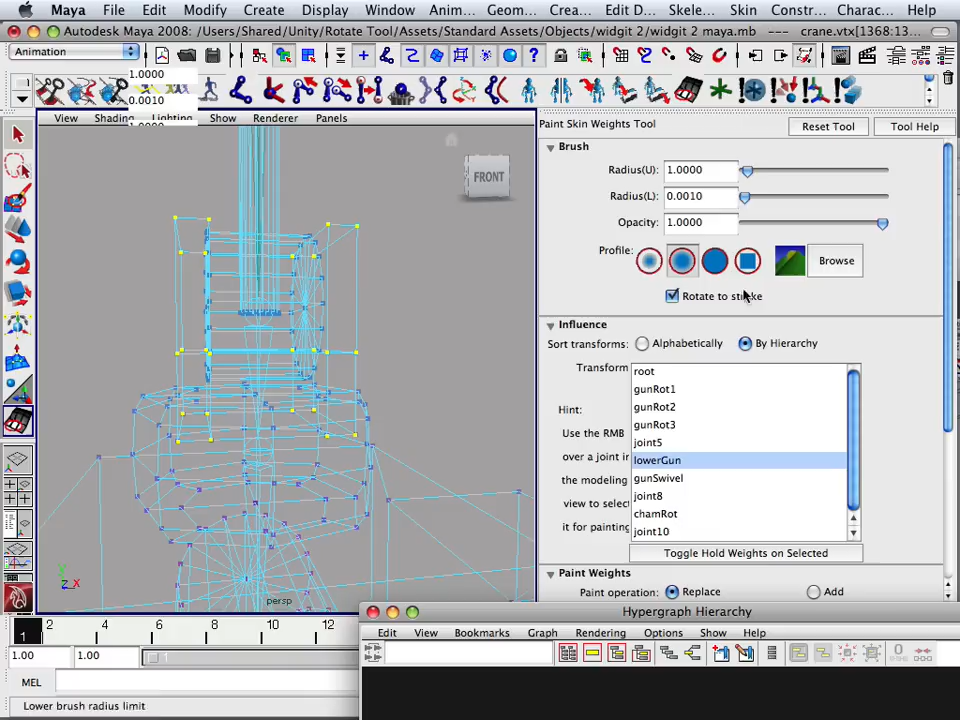 Maya File Edit Modify Create Display Window Anim... Geom... Crea... Edit D... Skele... Skin Constr... Charac... Help
Autodesk Maya 2008: /Users/Shared/Unity/Rotate Tool/Assets/Standard Assets/Objects/widgit 2/widgit 2 maya.mb --- crane.vtx[1368:13...
Animation
1.0000
0.0010
View Shading Lighting Show Renderer Panels
FRONT
persp
Paint Skin Weights Tool
Reset Tool Tool Help
Brush
Radius(U): 1.0000
Radius(L): 0.0010
Opacity: 1.0000
Profile: Browse
Rotate to stroke
Influence
Sort transforms: Alphabetically By Hierarchy
Transform
root
gunRot1
gunRot2
gunRot3
joint5
lowerGun
gunSwivel
joint8
chamRot
joint10
Hint:
Use the RMB
over a joint in
the modeling
view to select
it for painting
Toggle Hold Weights on Selected
Paint Weights
Paint operation: Replace Add
Hypergraph Hierarchy
Edit View Bookmarks Graph Rendering Options Show Help
1 2 4 6 8 10 12
1.00 1.00 1
MEL
Lower brush radius limit